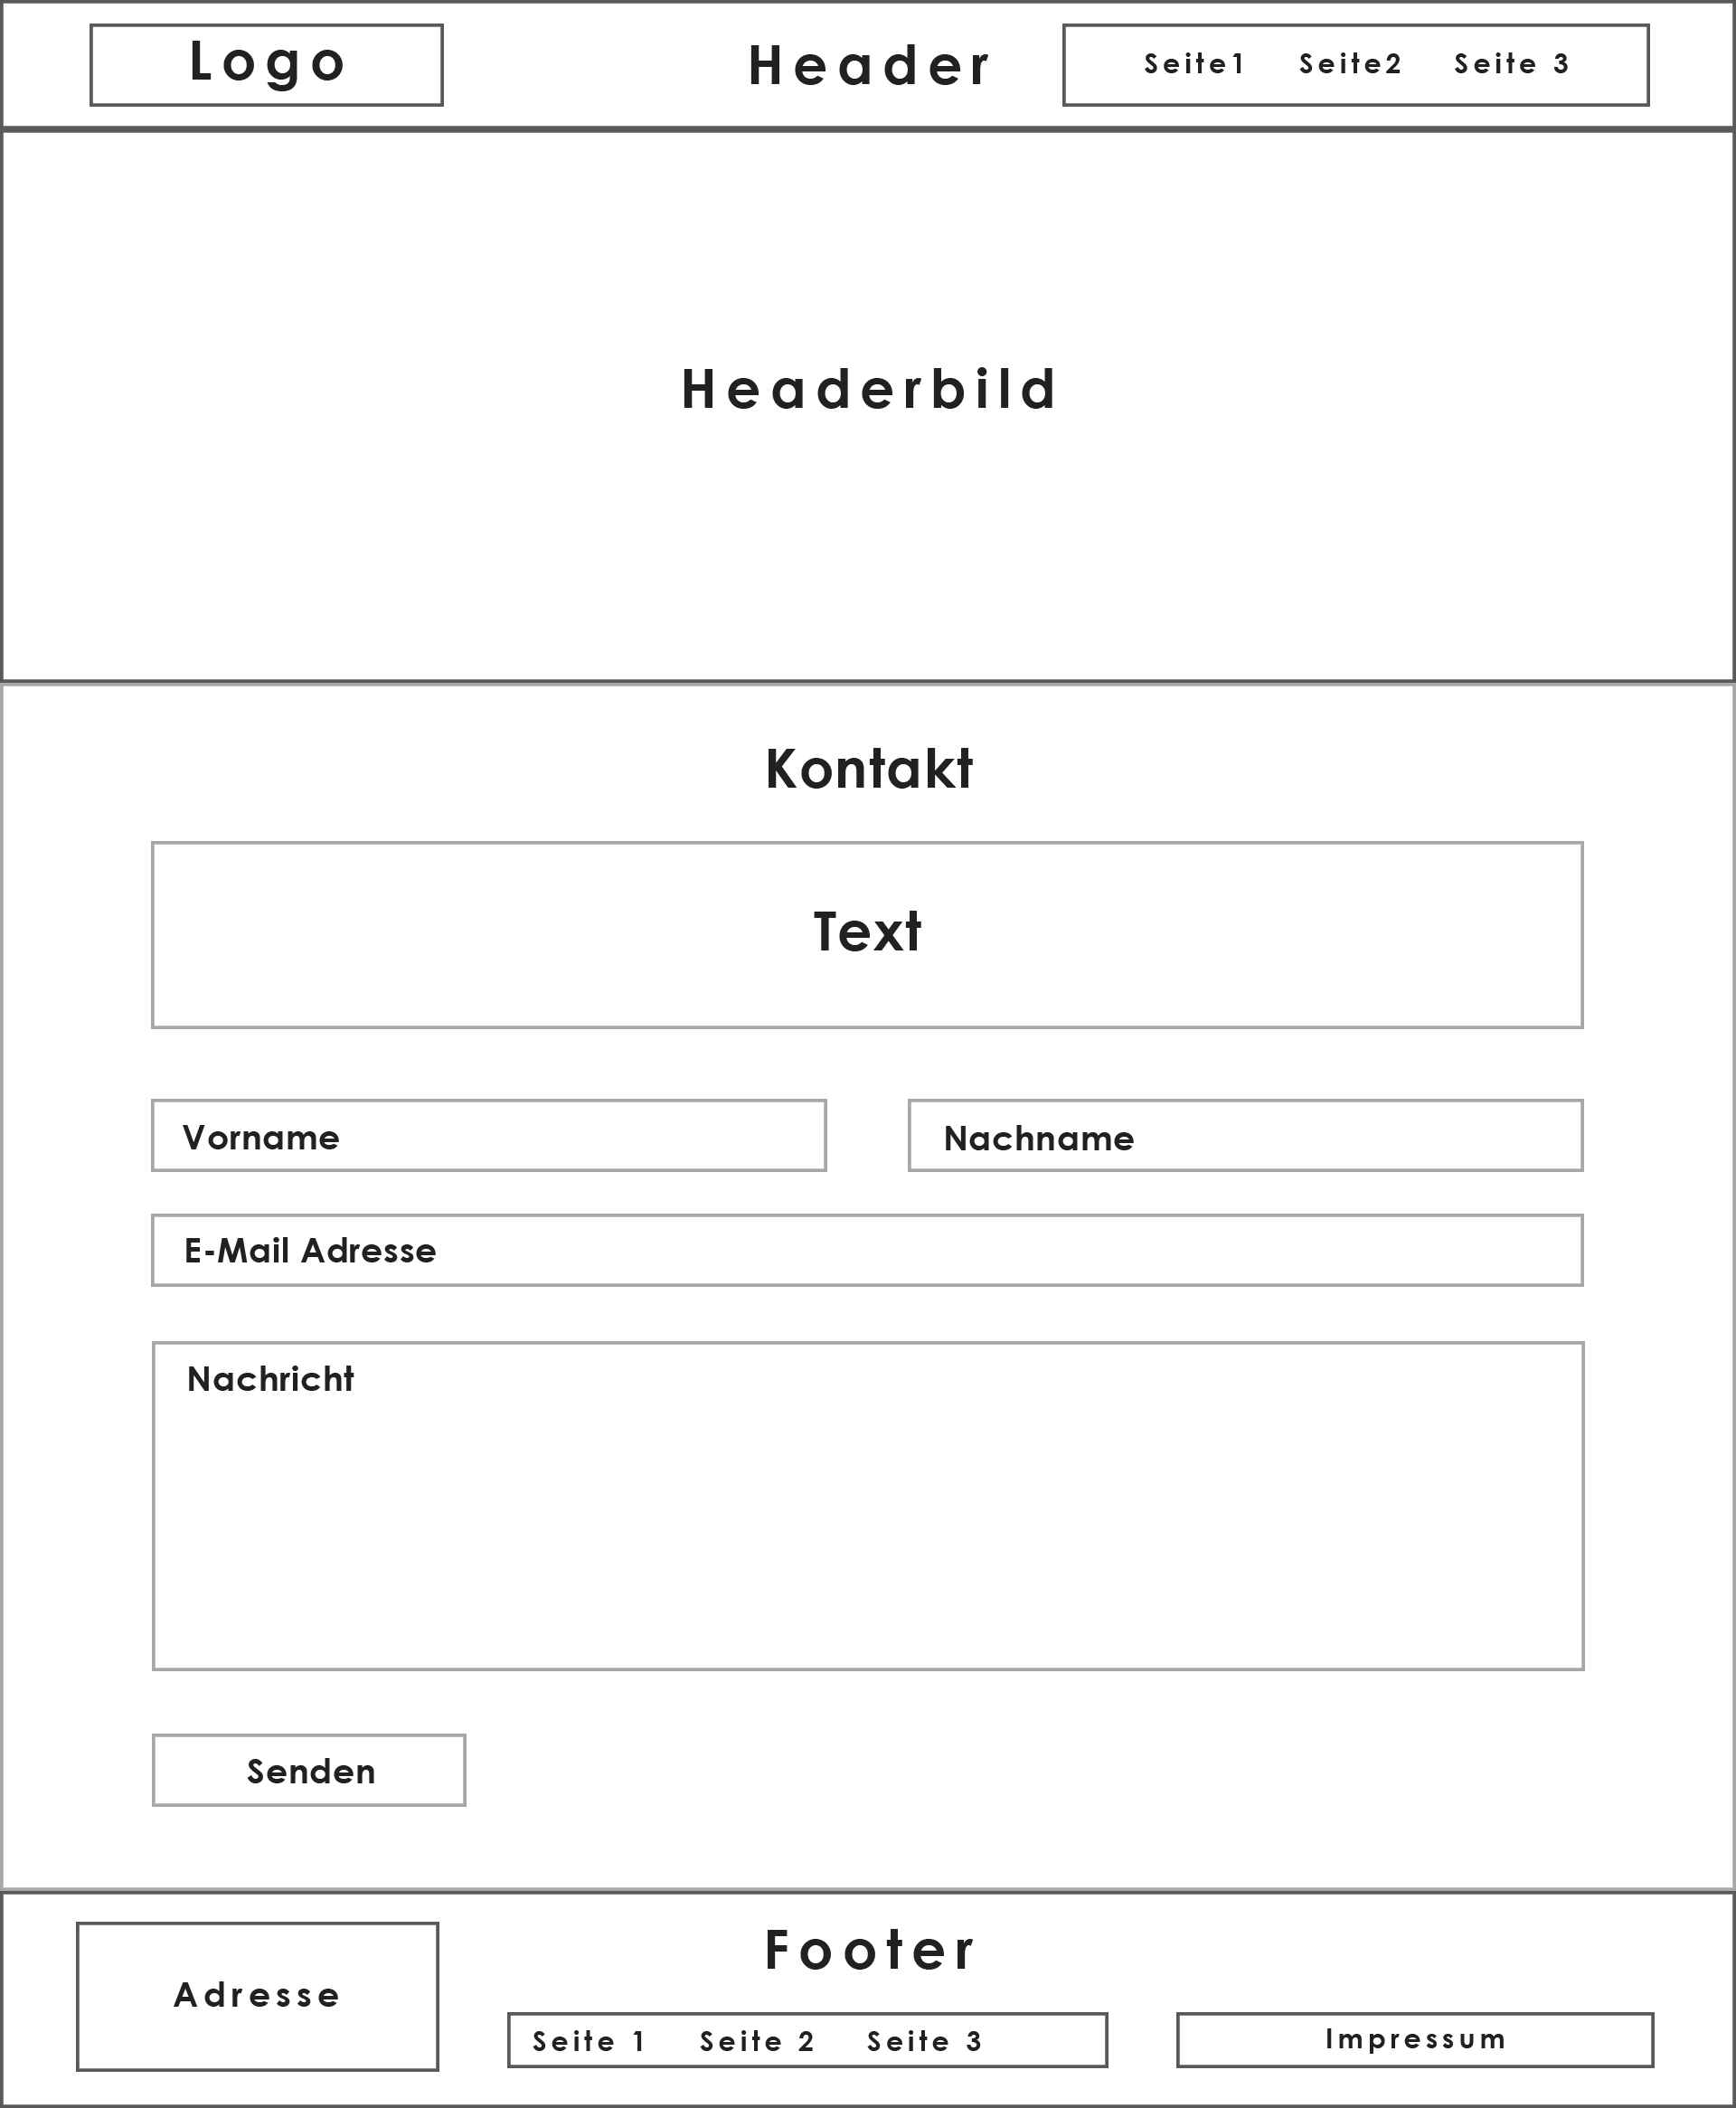 Logo
Header
Seite1 Seite2 Seite 3
Headerbild
Kontakt
Text
Vorname
Nachname
E-Mail Adresse
Nachricht
Senden
Footer
Adresse
Seite 1 Seite 2 Seite 3
Impressum